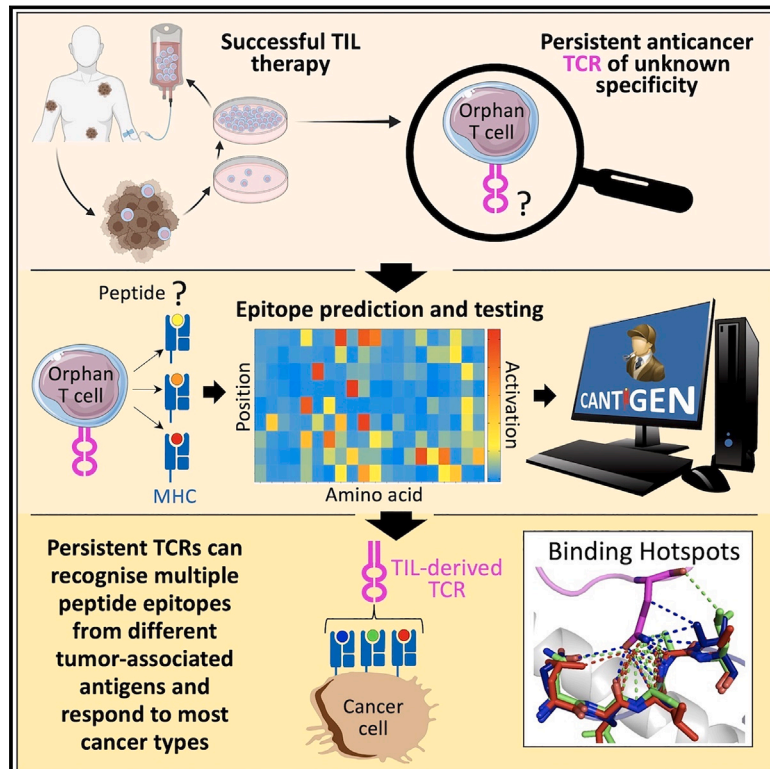 Successful TIL
therapy
Persistent anticancer
TCR of unknown
specificity
Orphan
T cell
?
Peptide ?
Orphan
T cell
MHC
Epitope prediction and testing
Position
Activation
Amino acid
CANTiGEN
Persistent TCRs can
recognise multiple
peptide epitopes
from different
tumor-associated
antigens and
respond to most
cancer types
TIL-derived
TCR
Cancer
cell
Binding Hotspots